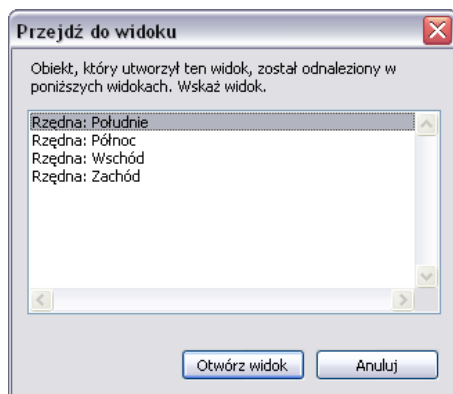 Przejdź do widoku
Obiekt, który utworzył ten widok, został odnaleziony w
poniższych widokach. Wskaż widok.
Rzędna: Południe
Rzędna: Północ
Rzędna: Wschód
Rzędna: Zachód
Otwórz widok
Anuluj